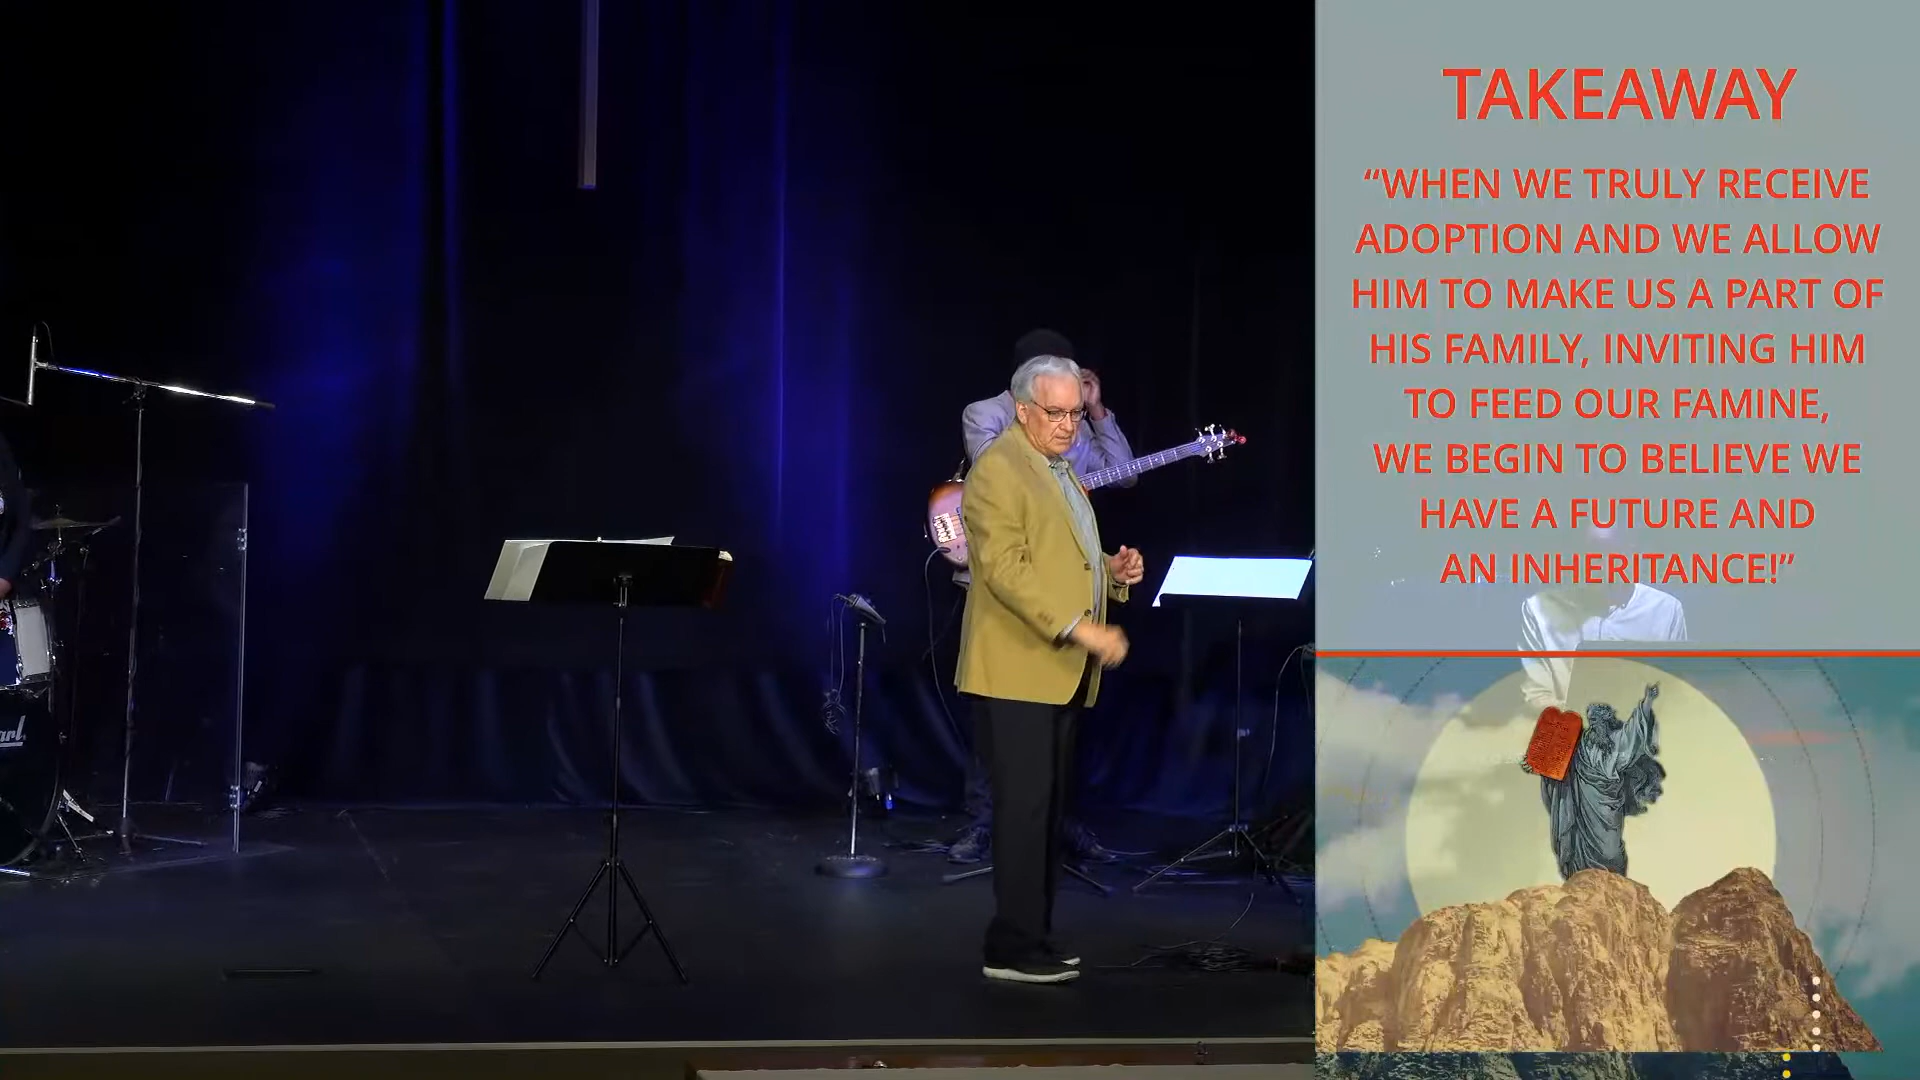 TAKEAWAY
“WHEN WE TRULY RECEIVE
ADOPTION AND WE ALLOW
HIM TO MAKE US A PART OF
HIS FAMILY, INVITING HIM
TO FEED OUR FAMINE,
WE BEGIN TO BELIEVE WE
HAVE A FUTURE AND
AN INHERITANCE!”